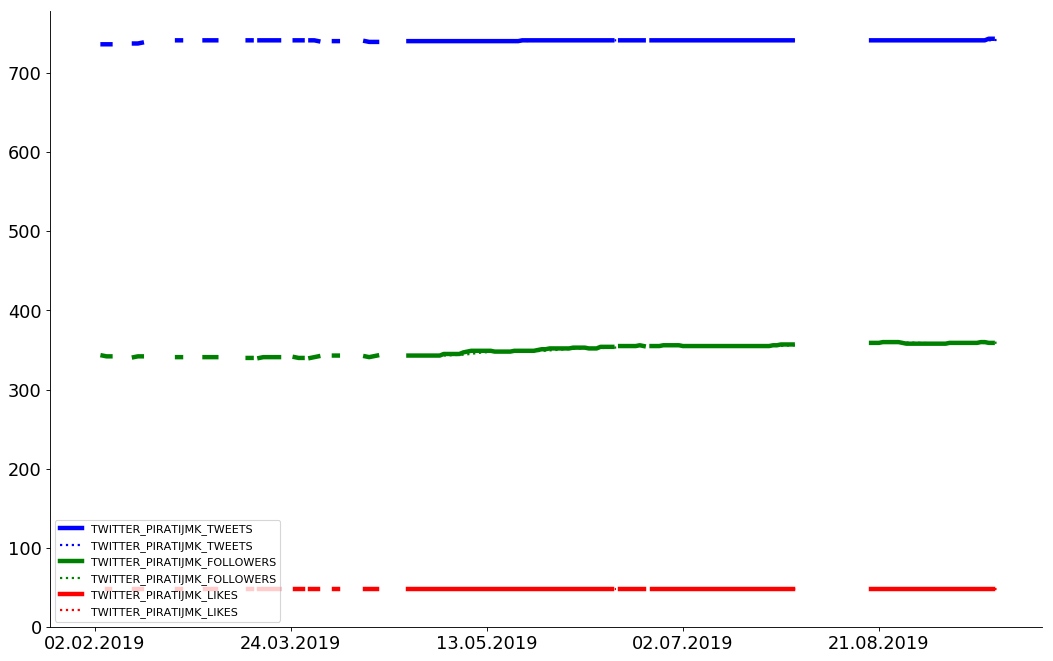 700
600
500
400
300
200
100
0
TWITTER_PIRATIJMK_TWEETS
TWITTER_PIRATIJMK_TWEETS
TWITTER_PIRATIJMK_FOLLOWERS
TWITTER_PIRATIJMK_FOLLOWERS
TWITTER_PIRATIJMK_LIKES
TWITTER_PIRATIJMK_LIKES
02.02.2019 24.03.2019 13.05.2019 02.07.2019 21.08.2019